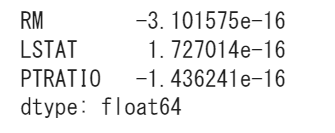 RM -3.101575e-16
LSTAT 1.727014e-16
PTRATIO -1.436241e-16
dtype: float64